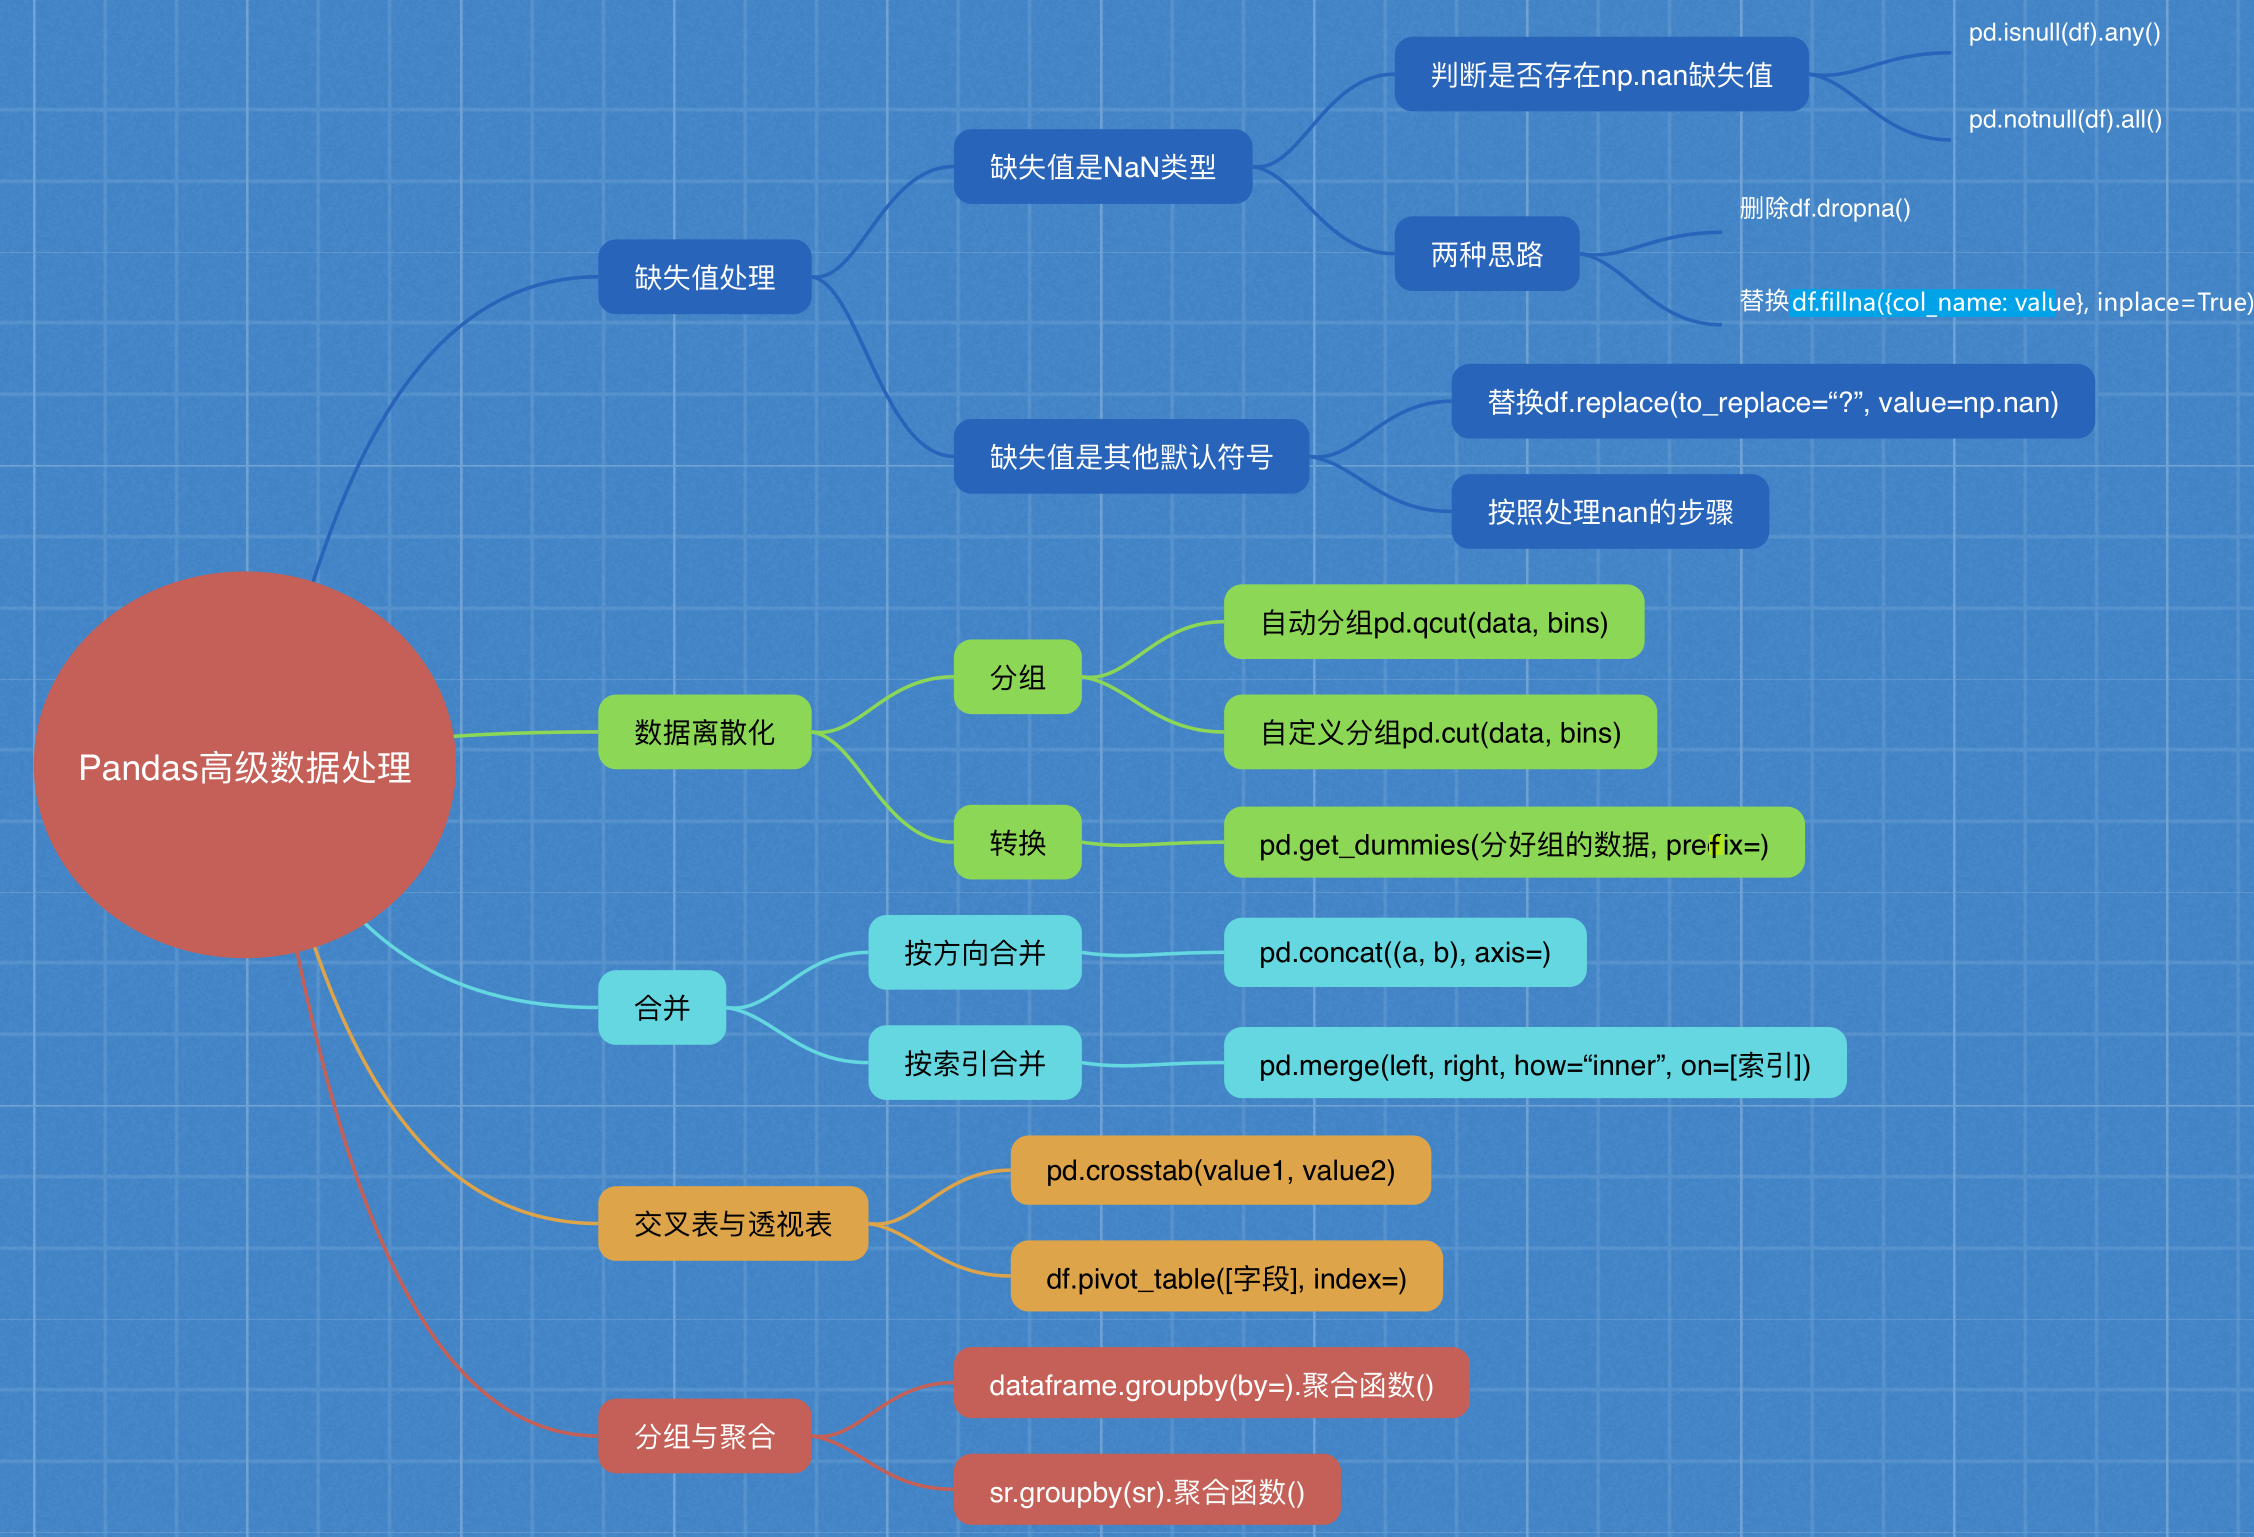 Pandas高级数据处理
缺失值处理
缺失值是NaN类型
判断是否存在np.nan缺失值
pd.isnull(df).any()
pd.notnull(df).all()
两种思路
删除df.dropna()
替换df.fillna({col_name: value}, inplace=True)
缺失值是其他默认符号
替换df.replace(to_replace=“?”, value=np.nan)
按照处理nan的步骤
数据离散化
分组
自动分组pd.qcut(data, bins)
自定义分组pd.cut(data, bins)
转换
pd.get_dummies(分好组的数据, prefix=)
合并
按方向合并
pd.concat((a, b), axis=)
按索引合并
pd.merge(left, right, how=“inner”, on=[索引])
交叉表与透视表
pd.crosstab(value1, value2)
df.pivot_table([字段], index=)
分组与聚合
dataframe.groupby(by=).聚合函数()
sr.groupby(sr).聚合函数()